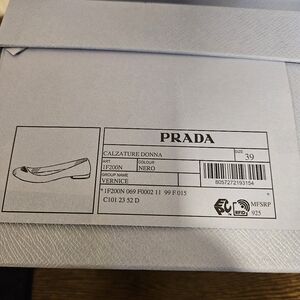 PRADA
CALZATURE DONNA
SIZE
39
ART.
1F200N
COLOUR
NERO
GROUP NAME
VERNICE
8057272193154
*1F200N 069 F0002 11 99 F 015
C101 23 52 D
RFID
MFSRP
925